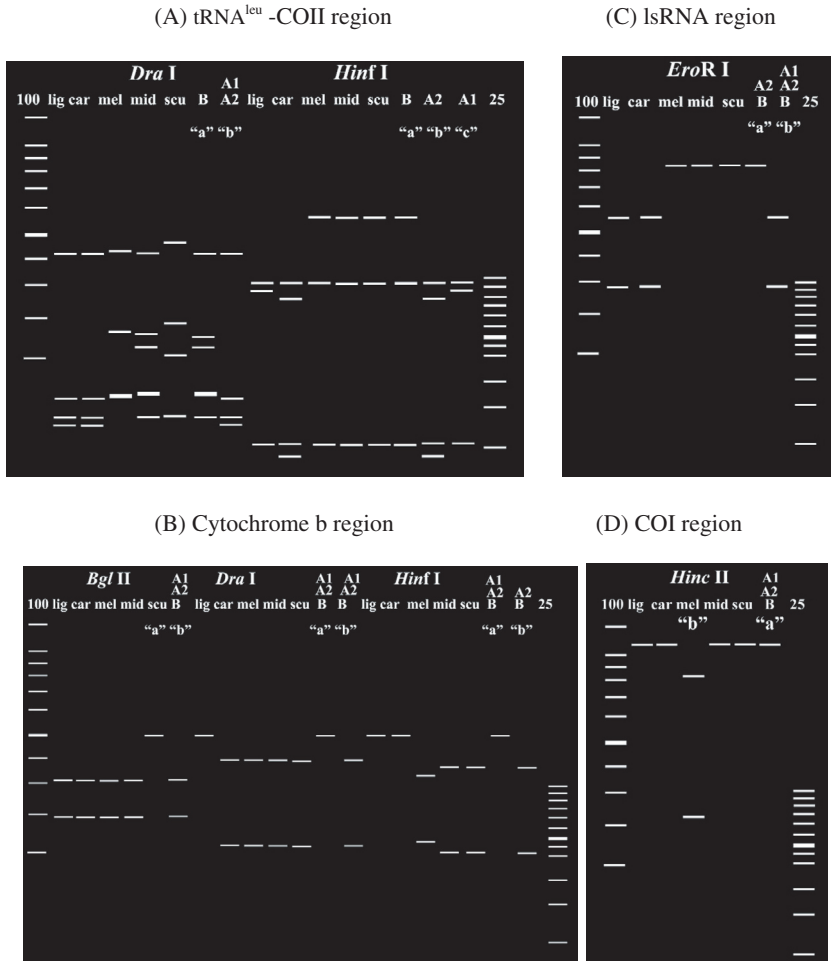 (A) tRNAleu -COII region
Dra I
Hinf I
A1
100 lig car mel mid scu B A2 lig car mel mid scu B A2 A1 25
“a” “b” “a” “b” “c”
(C) lsRNA region
EroR I
A1
A2 A2
100 lig car mel mid scu B B 25
“a” “b”
(B) Cytochrome b region
Bgl II Dra I Hinf I
A1 A1 A1 A1
A2 A2 A2 A2 A2
100 lig car mel mid scu B lig car mel mid scu B B lig car mel mid scu B B 25
“a” “b” “a” “b” “a” “b”
(D) COI region
Hinc II
A1
A2
100 lig car mel mid scu B 25
“b” “a”